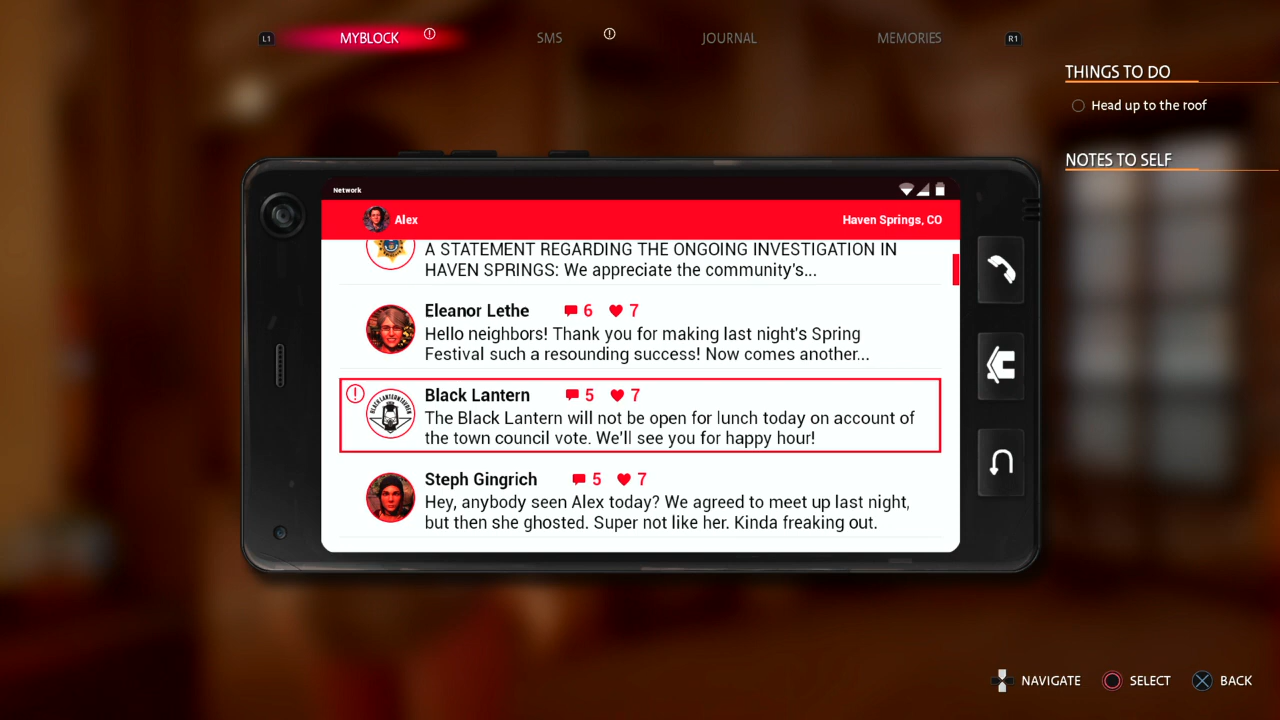 L1
MYBLOCK
SMS
JOURNAL
MEMORIES
R1
THINGS TO DO
Head up to the roof
NOTES TO SELF
Network
Alex
Haven Springs, CO
A STATEMENT REGARDING THE ONGOING INVESTIGATION IN
HAVEN SPRINGS: We appreciate the community's...
Eleanor Lethe 6 7
Hello neighbors! Thank you for making last night's Spring
Festival such a resounding success! Now comes another...
Black Lantern 5 7
The Black Lantern will not be open for lunch today on account of
the town council vote. We'll see you for happy hour!
Steph Gingrich 5 7
Hey, anybody seen Alex today? We agreed to meet up last night,
but then she ghosted. Super not like her. Kinda freaking out.
NAVIGATE
SELECT
BACK